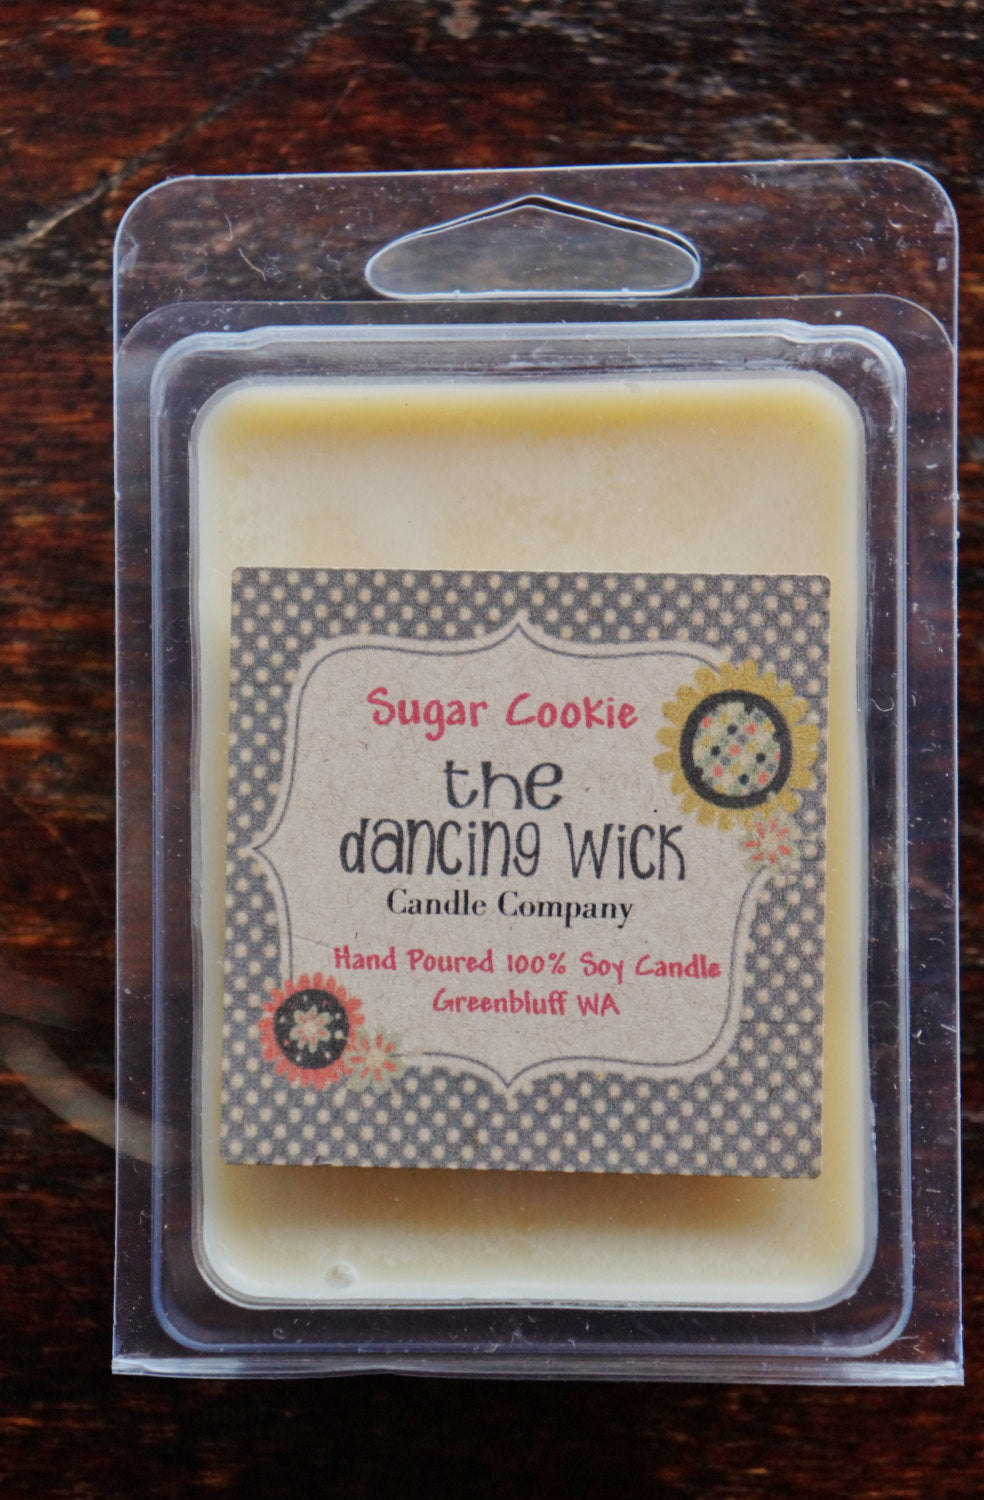 Sugar Cookie
the
dancing wick
Candle Company
Hand Poured 100% Soy Candle
Greenbluff WA